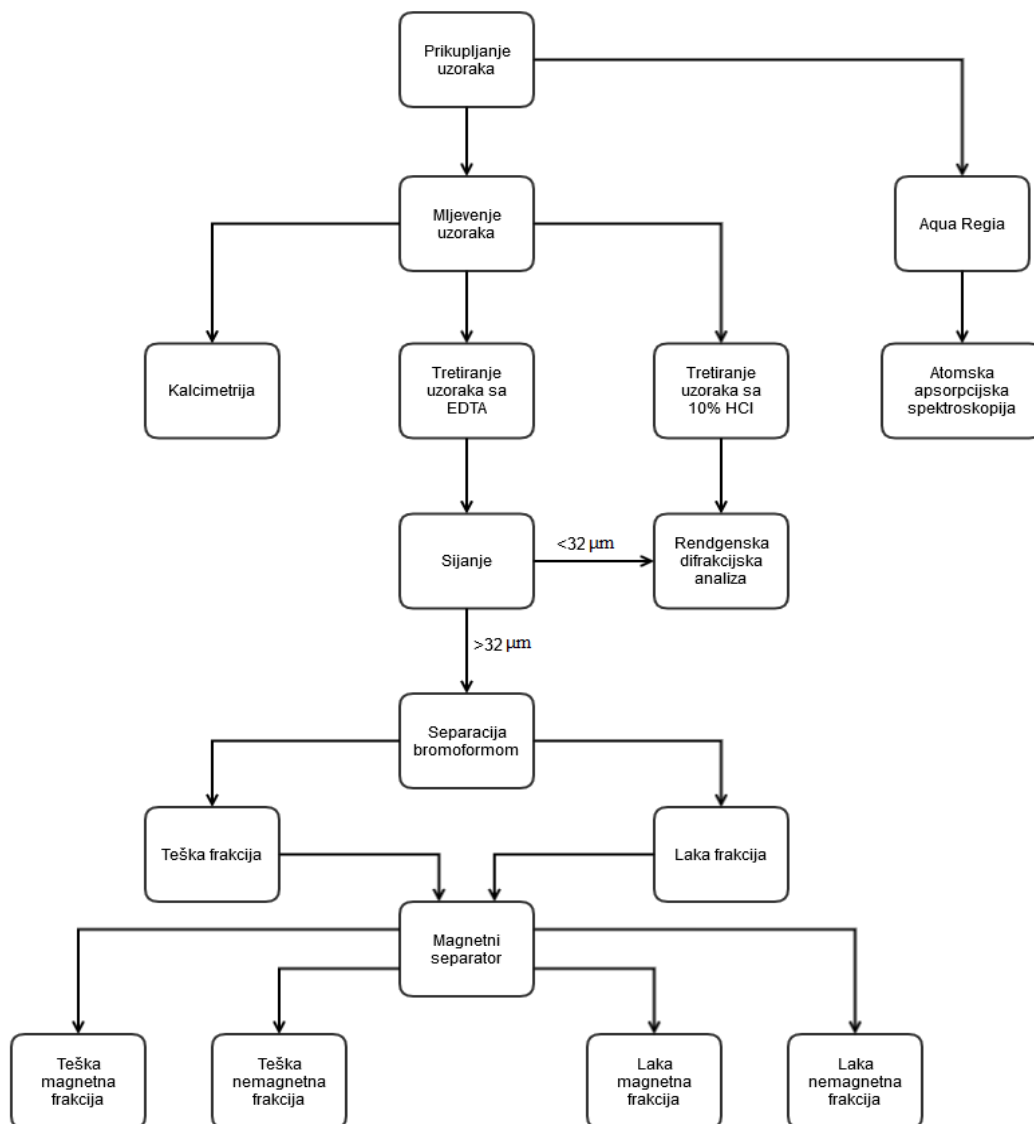 Prikupljanje
uzoraka
Mljevenje
uzoraka
Aqua Regia
Kalcimetrija
Tretiranje
uzoraka sa
EDTA
Tretiranje
uzoraka sa
10% HCl
Atomska
apsorpcijska
spektroskopija
Sijanje
<32 µm
Rendgenska
difrakcijska
analiza
>32 µm
Separacija
bromoformom
Teška frakcija
Laka frakcija
Magnetni
separator
Teška
magnetna
frakcija
Teška
nemagnetna
frakcija
Laka
magnetna
frakcija
Laka
nemagnetna
frakcija